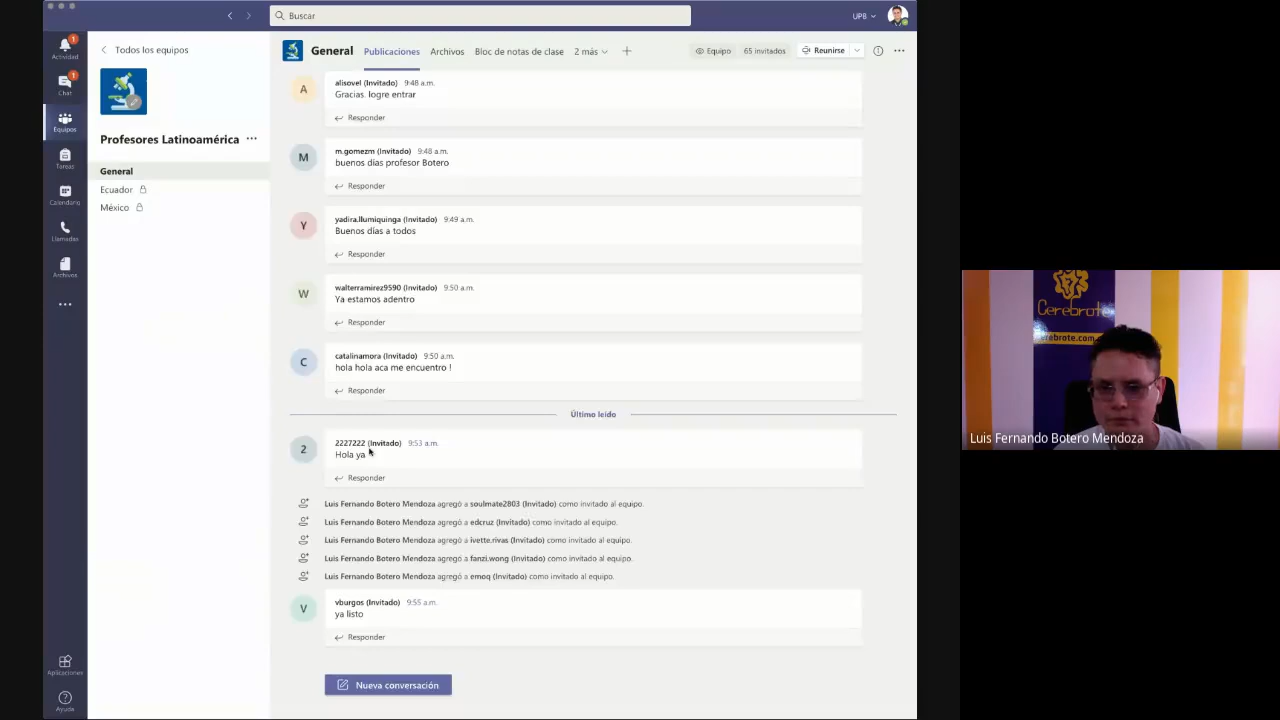 Buscar
UPB
1
Actividad
1
Chat
Equipos
Tareas
Calendario
Llamadas
Archivos
Aplicaciones
Ayuda
Todos los equipos
Profesores Latinoamérica
General
Ecuador
México
General Publicaciones Archivos Bloc de notas de clase 2 más
Equipo 65 invitados Reunirse
A
alisovel (Invitado) 9:48 a.m.
Gracias. logre entrar
Responder
M
m.gomezm (Invitado) 9:48 a.m.
buenos dias profesor Botero
Responder
Y
yadira.llumiquinga (Invitado) 9:49 a.m.
Buenos días a todos
Responder
W
walterramirez9590 (Invitado) 9:50 a.m.
Ya estamos adentro
Responder
C
catalinamora (Invitado) 9:50 a.m.
hola hola aca me encuentro !
Responder
Último leído
2
2227222 (Invitado) 9:53 a.m.
Hola ya
Responder
Luis Fernando Botero Mendoza agregó a soulmate2803 (Invitado) como invitado al equipo.
Luis Fernando Botero Mendoza agregó a edcruz (Invitado) como invitado al equipo.
Luis Fernando Botero Mendoza agregó a ivette.rivas (Invitado) como invitado al equipo.
Luis Fernando Botero Mendoza agregó a fanzi.wong (Invitado) como invitado al equipo.
Luis Fernando Botero Mendoza agregó a emoq (Invitado) como invitado al equipo.
V
vburgos (Invitado) 9:55 a.m.
ya listo
Responder
Nueva conversación
Cerebrote
cerebrote.com
Luis Fernando Botero Mendoza